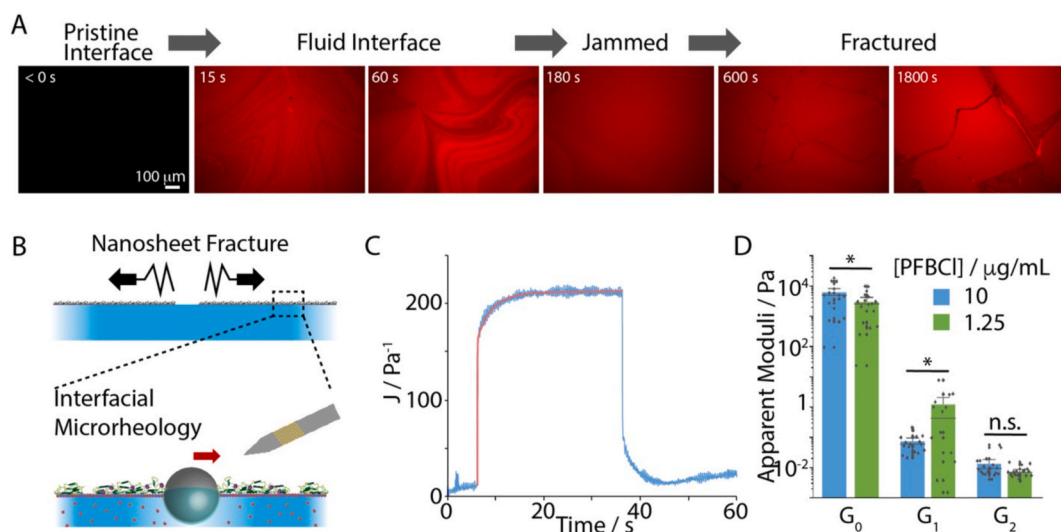 A
Pristine
Interface
Fluid Interface
Jammed
Fractured
< 0 s
100 μm
15 s
60 s
180 s
600 s
1800 s
B
Nanosheet Fracture
Interfacial
Microrheology
C
J / Pa⁻¹
200
100
0
0
20
40
60
Time / s
D
[PFBCl] / μg/mL
10
1.25
Apparent Moduli / Pa
10⁴
10²
1
10⁻²
*
*
n.s.
G₀
G₁
G₂